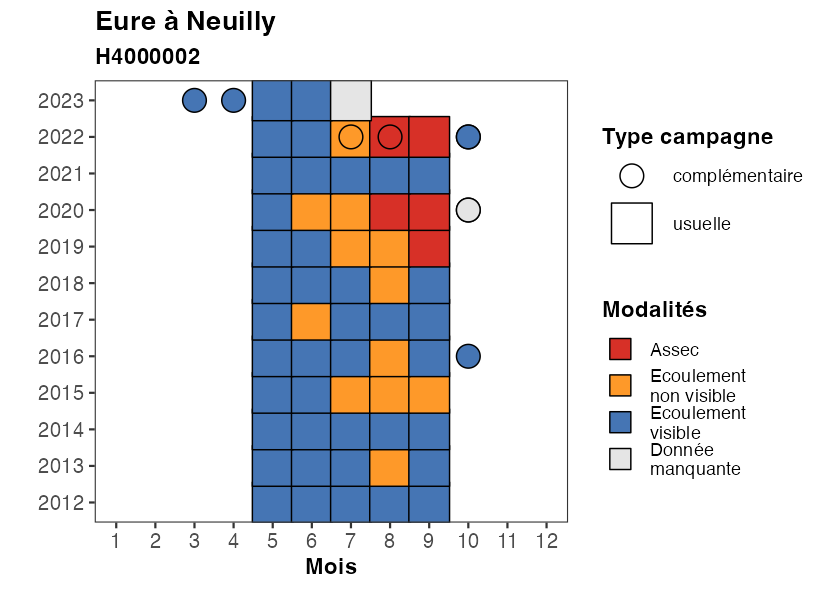 Eure à Neuilly
H4000002
2023
2022
2021
2020
2019
2018
2017
2016
2015
2014
2013
2012
1 2 3 4 5 6 7 8 9 10 11 12
Mois
Type campagne
complémentaire
usuelle
Modalités
Assec
Ecoulement
non visible
Ecoulement
visible
Donnée
manquante